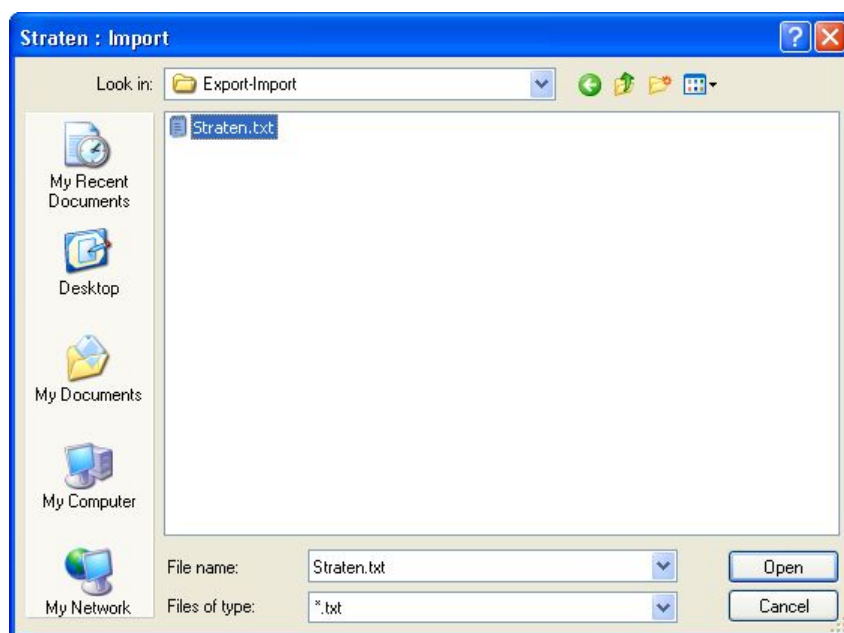 Straten : Import
Look in:
Export-Import
Straten.txt
My Recent
Documents
Desktop
My Documents
My Computer
My Network
File name:
Straten.txt
Open
Files of type:
*.txt
Cancel